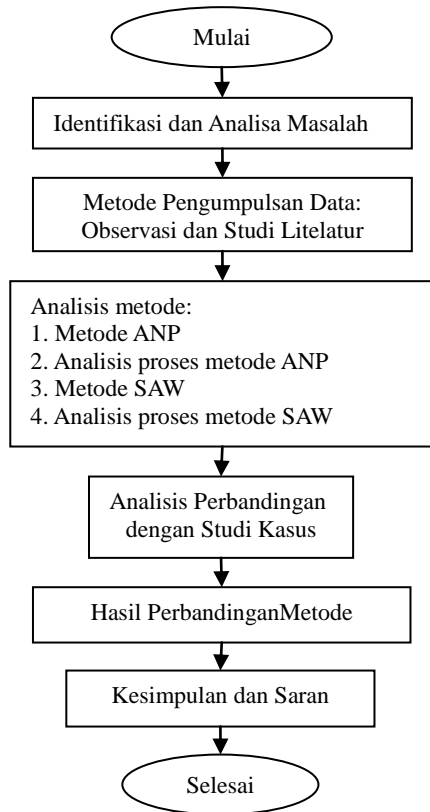 Mulai
Identifikasi dan Analisa Masalah
Metode Pengumpulsan Data:
Observasi dan Studi Litelatur
Analisis metode:
1. Metode ANP
2. Analisis proses metode ANP
3. Metode SAW
4. Analisis proses metode SAW
Analisis Perbandingan
dengan Studi Kasus
Hasil PerbandinganMetode
Kesimpulan dan Saran
Selesai